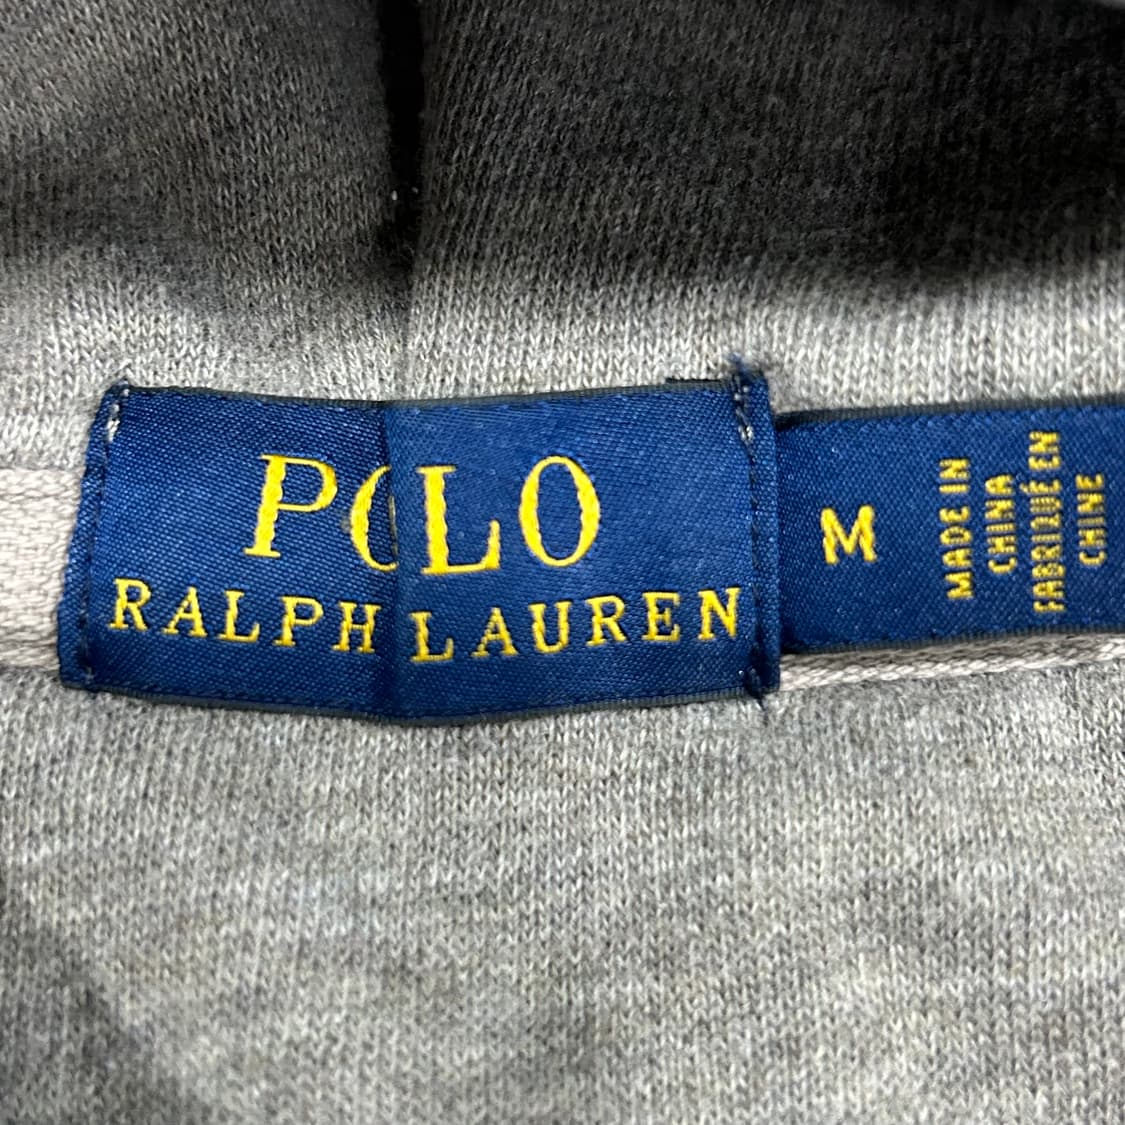 POLO
RALPH LAUREN
M
MADE IN
CHINA
FABRIQUÉ EN
CHINE